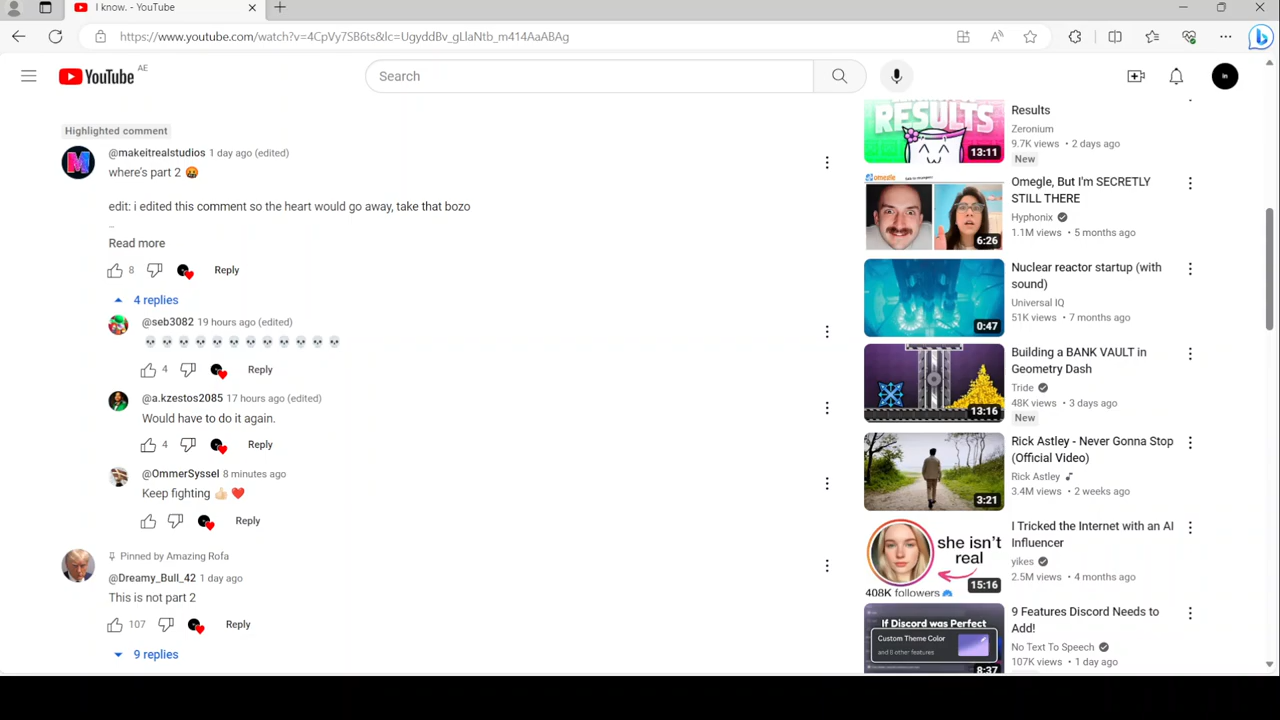 I know. - YouTube
https://www.youtube.com/watch?v=4CpVy7SB6ts&lc=UgyddBv_gLlaNtb_m414AaABAg
YouTube AE
Search
in
Highlighted comment
@makeitrealstudios 1 day ago (edited)
where's part 2 🤬
edit: i edited this comment so the heart would go away, take that bozo
Read more
8
Reply
4 replies
@seb3082 19 hours ago (edited)
💀💀💀💀💀💀💀💀💀💀💀💀
4
Reply
@a.kzestos2085 17 hours ago (edited)
Would have to do it again.
4
Reply
@OmmerSyssel 8 minutes ago
Keep fighting 👍🏻 ❤️
Reply
Pinned by Amazing Rofa
@Dreamy_Bull_42 1 day ago
This is not part 2
107
Reply
9 replies
RESULTS
13:11
Results
Zeronium
9.7K views • 2 days ago
New
omegle
6:26
Omegle, But I'm SECRETLY
STILL THERE
Hyphonix
1.1M views • 5 months ago
0:47
Nuclear reactor startup (with
sound)
Universal IQ
51K views • 7 months ago
13:16
Building a BANK VAULT in
Geometry Dash
Tride
48K views • 3 days ago
New
3:21
Rick Astley - Never Gonna Stop
(Official Video)
Rick Astley
3.4M views • 2 weeks ago
she isn't
real
408K followers
15:16
I Tricked the Internet with an AI
Influencer
yikes
2.5M views • 4 months ago
If Discord was Perfect
Custom Theme Color
and 8 other features
8:37
9 Features Discord Needs to
Add!
No Text To Speech
107K views • 1 day ago